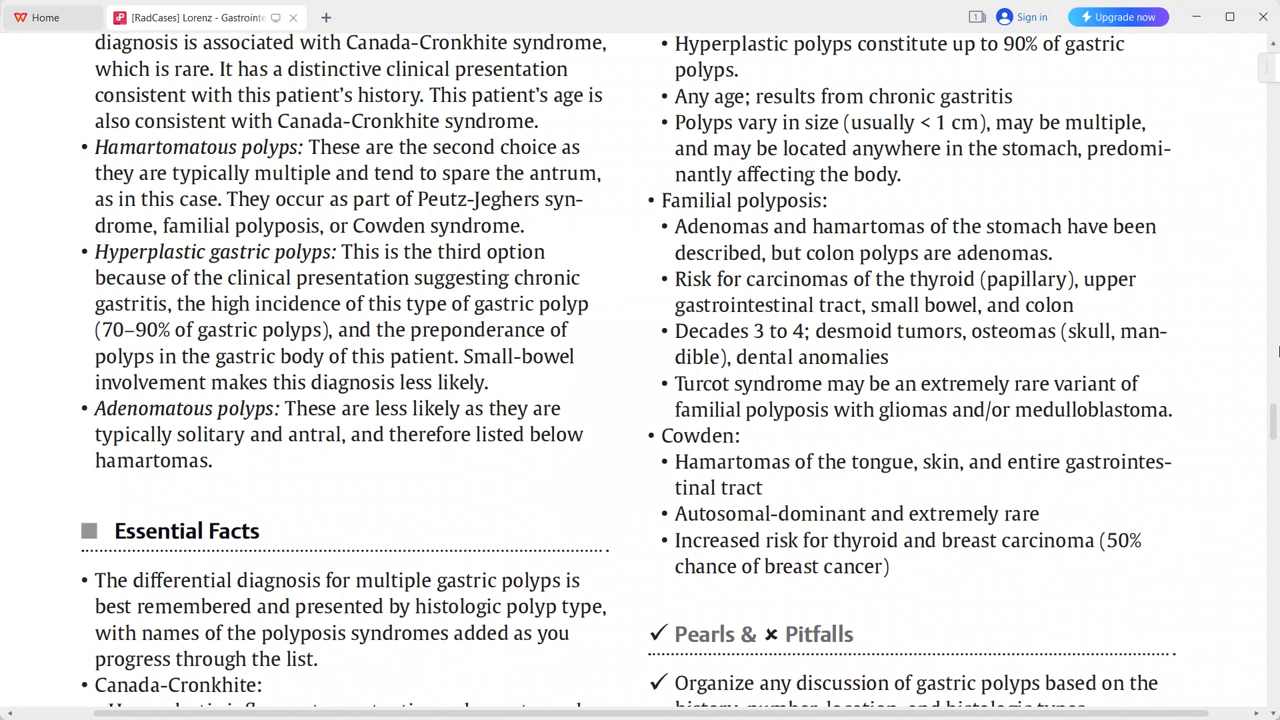 Home
[RadCases] Lorenz - Gastrointe
1
Sign in
Upgrade now
diagnosis is associated with Canada-Cronkhite syndrome,
which is rare. It has a distinctive clinical presentation
consistent with this patient's history. This patient's age is
also consistent with Canada-Cronkhite syndrome.
• Hamartomatous polyps: These are the second choice as
they are typically multiple and tend to spare the antrum,
as in this case. They occur as part of Peutz-Jeghers syn-
drome, familial polyposis, or Cowden syndrome.
• Hyperplastic gastric polyps: This is the third option
because of the clinical presentation suggesting chronic
gastritis, the high incidence of this type of gastric polyp
(70–90% of gastric polyps), and the preponderance of
polyps in the gastric body of this patient. Small-bowel
involvement makes this diagnosis less likely.
• Adenomatous polyps: These are less likely as they are
typically solitary and antral, and therefore listed below
hamartomas.
Essential Facts
• The differential diagnosis for multiple gastric polyps is
best remembered and presented by histologic polyp type,
with names of the polyposis syndromes added as you
progress through the list.
• Canada-Cronkhite:
• Hyperplastic polyps constitute up to 90% of gastric
polyps.
• Any age; results from chronic gastritis
• Polyps vary in size (usually < 1 cm), may be multiple,
and may be located anywhere in the stomach, predomi-
nantly affecting the body.
• Familial polyposis:
• Adenomas and hamartomas of the stomach have been
described, but colon polyps are adenomas.
• Risk for carcinomas of the thyroid (papillary), upper
gastrointestinal tract, small bowel, and colon
• Decades 3 to 4; desmoid tumors, osteomas (skull, man-
dible), dental anomalies
• Turcot syndrome may be an extremely rare variant of
familial polyposis with gliomas and/or medulloblastoma.
• Cowden:
• Hamartomas of the tongue, skin, and entire gastrointes-
tinal tract
• Autosomal-dominant and extremely rare
• Increased risk for thyroid and breast carcinoma (50%
chance of breast cancer)
✓ Pearls & ✗ Pitfalls
✓ Organize any discussion of gastric polyps based on the
history, number, location, and histologic types.